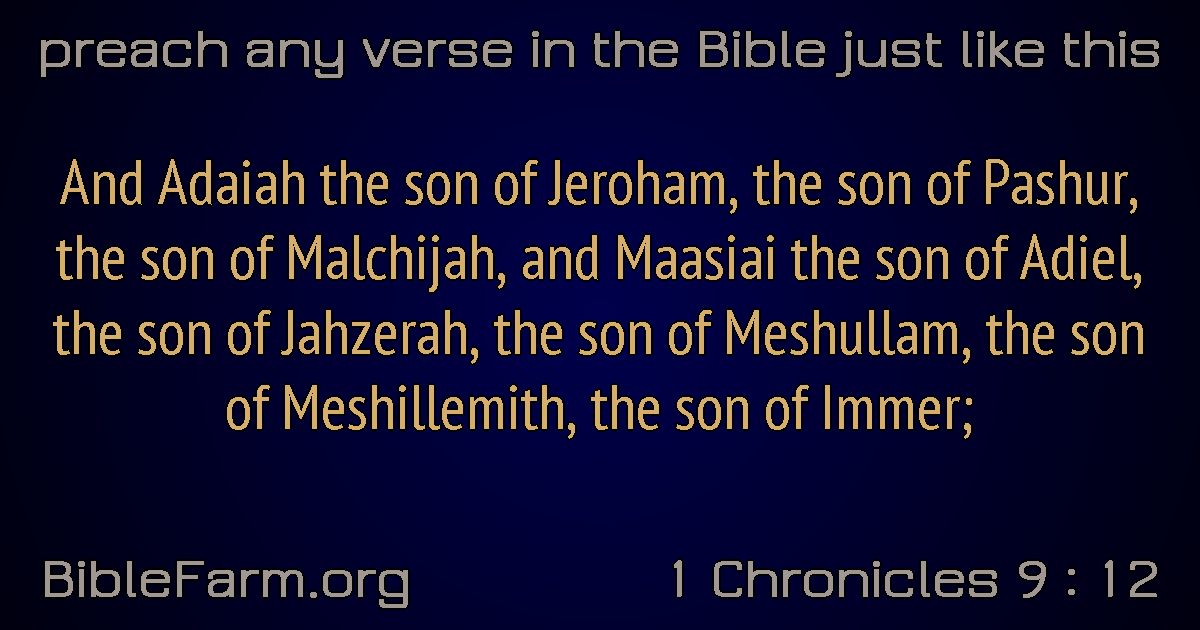 preach any verse in the Bible just like this
And Adaiah the son of Jeroham, the son of Pashur,
the son of Malchijah, and Maasiai the son of Adiel,
the son of Jahzerah, the son of Meshullam, the son
of Meshillemith, the son of Immer;
BibleFarm.org
1 Chronicles 9 : 12